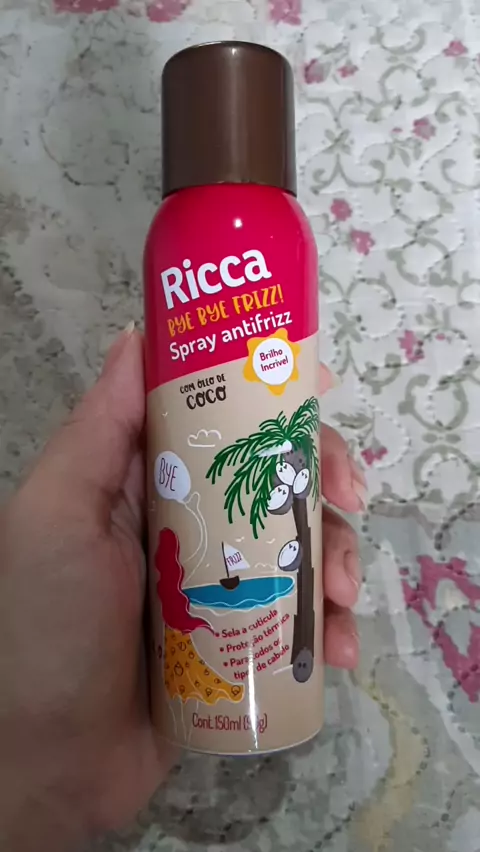 Ricca
BYE BYE FRIZZ!
Spray antifrizz
Brilho
Incrível
COM ÓLEO DE
COCO
BYE
FRIZZ
• Sela a cutícula
• Proteção térmica
• Para todos os
tipos de cabelo
Cont. 150ml